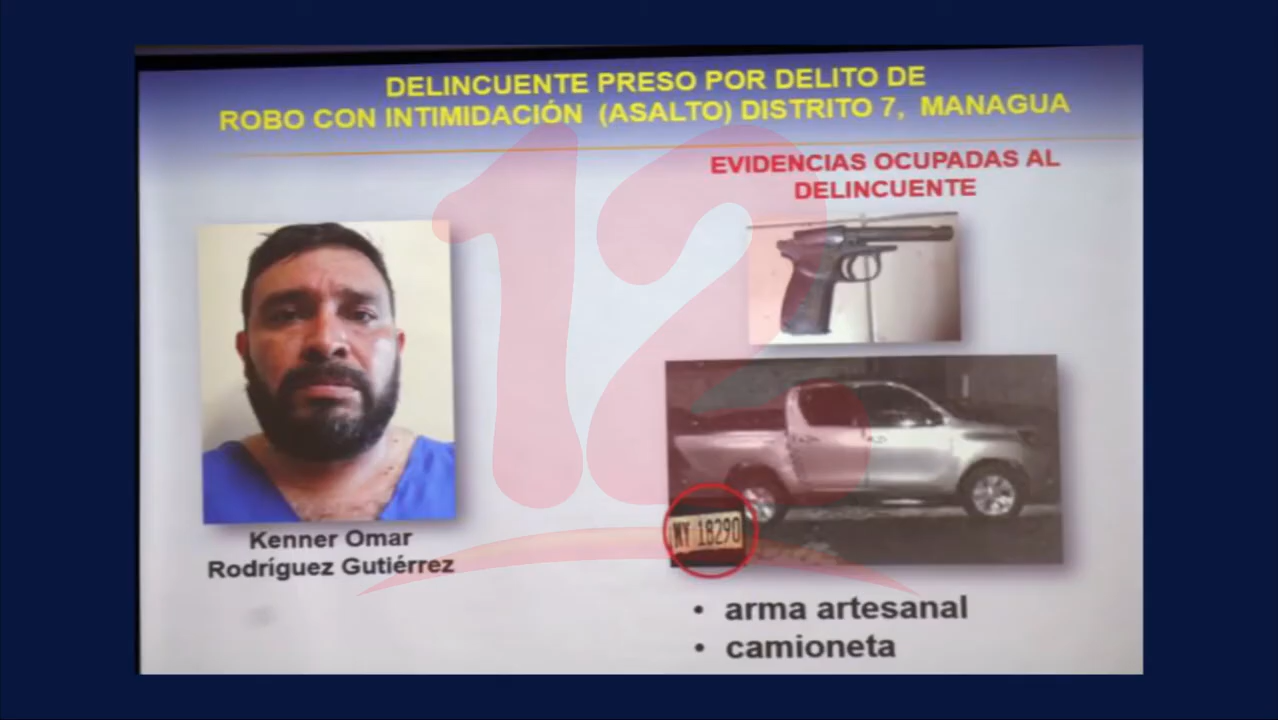 DELINCUENTE PRESO POR DELITO DE
ROBO CON INTIMIDACIÓN (ASALTO) DISTRITO 7, MANAGUA
EVIDENCIAS OCUPADAS AL
DELINCUENTE
12
Kenner Omar
Rodríguez Gutiérrez
MY 18290
• arma artesanal
• camioneta